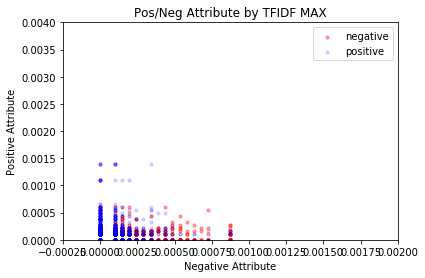 Pos/Neg Attribute by TFIDF MAX
negative
positive
Positive Attribute
0.0040
0.0035
0.0030
0.0025
0.0020
0.0015
0.0010
0.0005
0.0000
−0.00025 0.00000 0.00025 0.00050 0.00075 0.00100 0.00125 0.00150 0.00175 0.00200
Negative Attribute